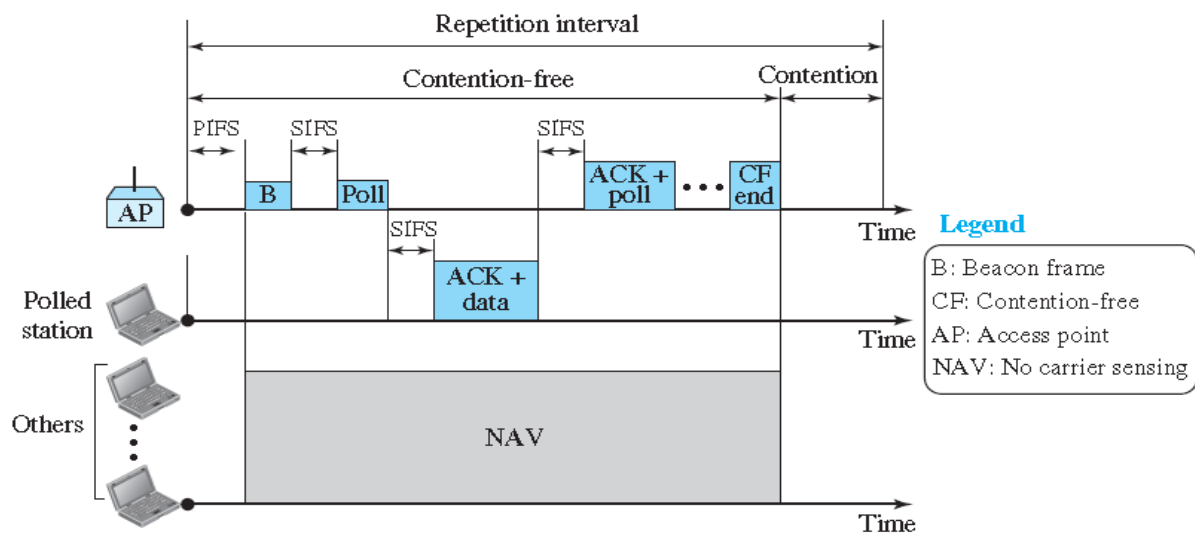 Repetition interval
Contention-free
Contention
PIFS
SIFS
SIFS
B
Poll
ACK +
poll
CF
end
AP
Time
SIFS
ACK +
data
Polled
station
Time
Others
NAV
Time
Legend
B: Beacon frame
CF: Contention-free
AP: Access point
NAV: No carrier sensing